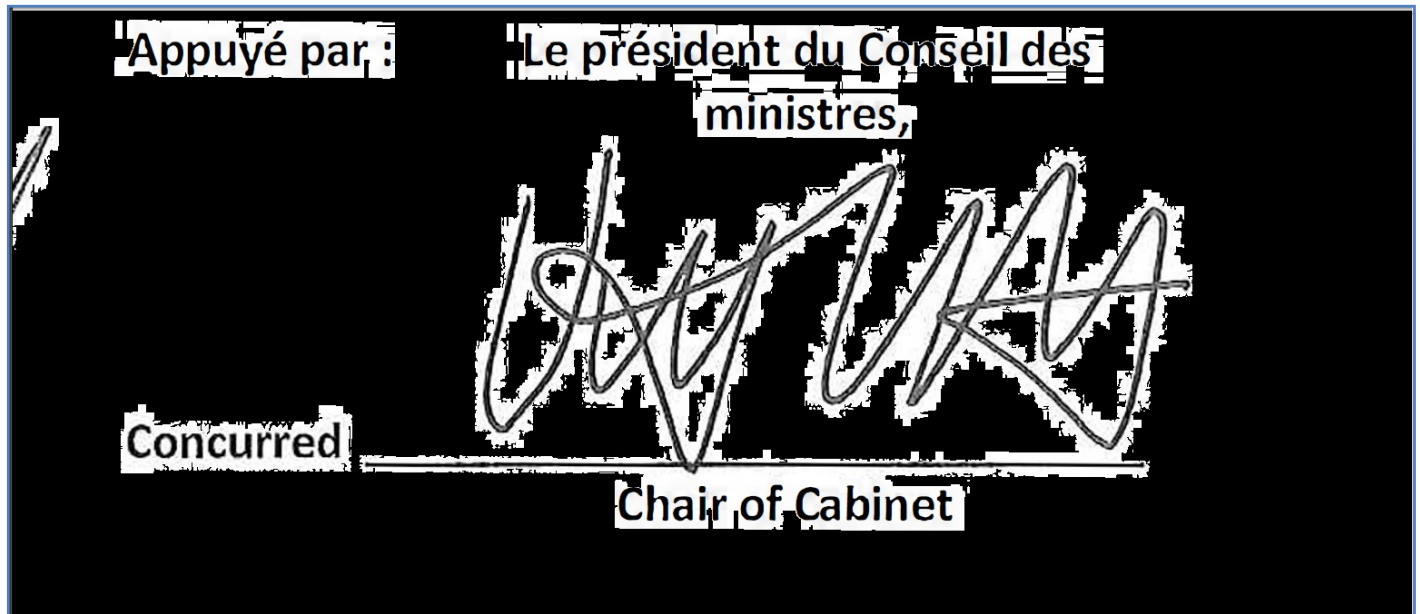 Appuyé par : Le président du Conseil des
ministres,
Concurred
Chair of Cabinet